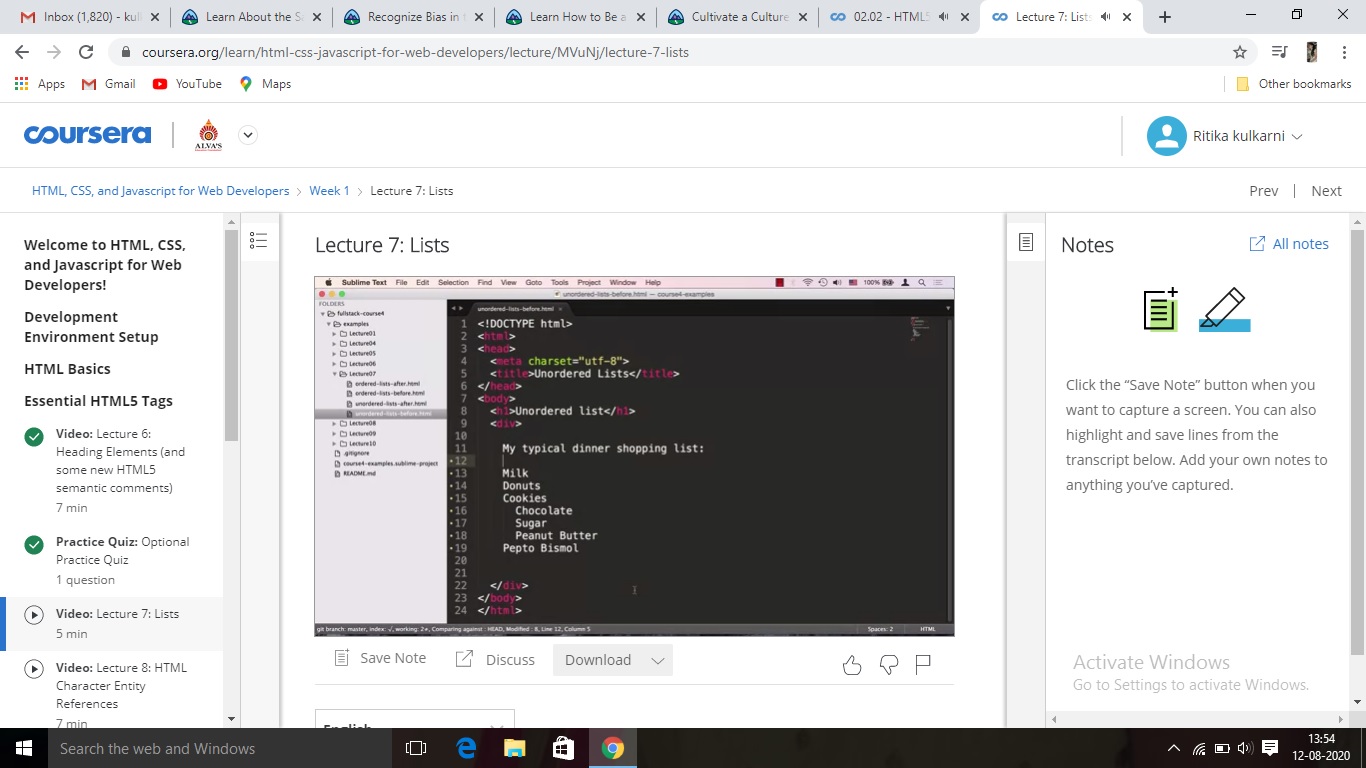 Inbox (1,820) - kul
Learn About the S
Recognize Bias in t
Learn How to Be a
Cultivate a Culture
02.02 - HTML5
Lecture 7: List
coursera.org/learn/html-css-javascript-for-web-developers/lecture/MVuNj/lecture-7-lists
Apps
Gmail
YouTube
Maps
Other bookmarks
coursera
ALVA'S
Ritika kulkarni
HTML, CSS, and Javascript for Web Developers > Week 1 > Lecture 7: Lists
Prev | Next
Welcome to HTML, CSS,
and Javascript for Web
Developers!
Development
Environment Setup
HTML Basics
Essential HTML5 Tags
Video: Lecture 6:
Heading Elements (and
some new HTML5
semantic comments)
7 min
Practice Quiz: Optional
Practice Quiz
1 question
Video: Lecture 7: Lists
5 min
Video: Lecture 8: HTML
Character Entity
References
7 min
Lecture 7: Lists
Sublime Text File Edit Selection Find View Goto Tools Project Window Help
100%
unordered-lists-before.html — course4-examples
FOLDERS
fullstack-course4
examples
Lecture01
Lecture04
Lecture05
Lecture06
Lecture07
ordered-lists-after.html
ordered-lists-before.html
unordered-lists-after.html
unordered-lists-before.html
Lecture08
Lecture09
Lecture10
.gitignore
course4-examples.sublime-project
README.md
unordered-lists-before.html
1 <!DOCTYPE html>
2 <html>
3 <head>
4 <meta charset="utf-8">
5 <title>Unordered Lists</title>
6 </head>
7 <body>
8 <h1>Unordered list</h1>
9 <div>
10
11 My typical dinner shopping list:
12
13 Milk
14 Donuts
15 Cookies
16 Chocolate
17 Sugar
18 Peanut Butter
19 Pepto Bismol
20
21
22 </div>
23 </body>
24 </html>
git branch: master, index: √, working: 2≠, Comparing against : HEAD, Modified : 8, Line 12, Column 5
Spaces: 2
HTML
Save Note
Discuss
Download
English
Notes
All notes
Click the “Save Note” button when you
want to capture a screen. You can also
highlight and save lines from the
transcript below. Add your own notes to
anything you’ve captured.
Activate Windows
Go to Settings to activate Windows.
Search the web and Windows
13:54
12-08-2020